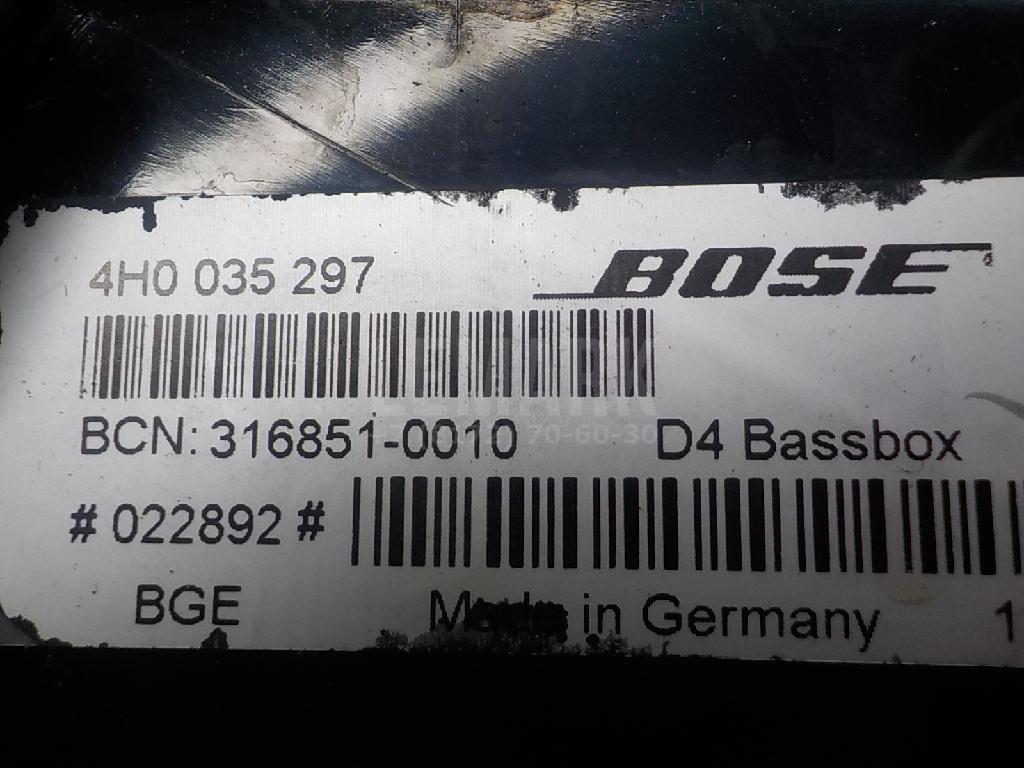 4H0 035 297 BOSE
BCN: 316851-0010 D4 Bassbox
# 022892 #
BGE Made in Germany 1